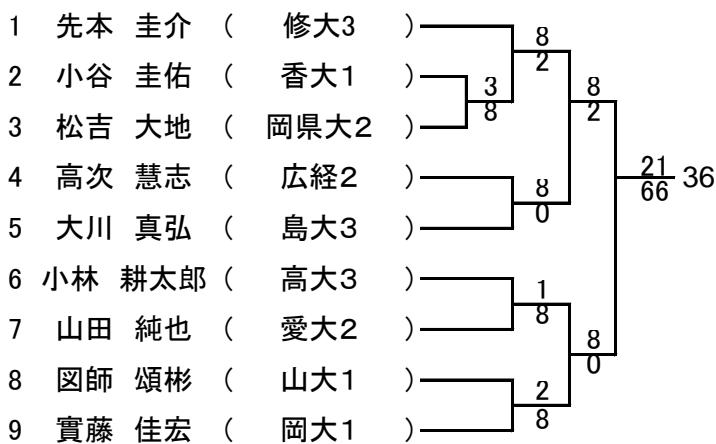 1 先本 圭介 ( 修大3 )
8
2
2 小谷 圭佑 ( 香大1 )
3
8
8
2
3 松吉 大地 ( 岡県大2 )
4 高次 慧志 ( 広経2 )
8
0
21
66
36
5 大川 真弘 ( 島大3 )
6 小林 耕太郎 ( 高大3 )
1
8
7 山田 純也 ( 愛大2 )
8
0
8 図師 頌彬 ( 山大1 )
2
8
9 實藤 佳宏 ( 岡大1 )